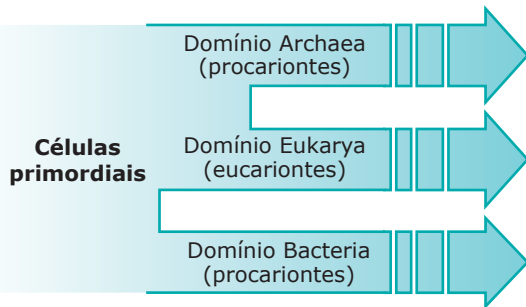 Domínio Archaea
(procariontes)
Células
primordiais
Domínio Eukarya
(eucariontes)
Domínio Bacteria
(procariontes)